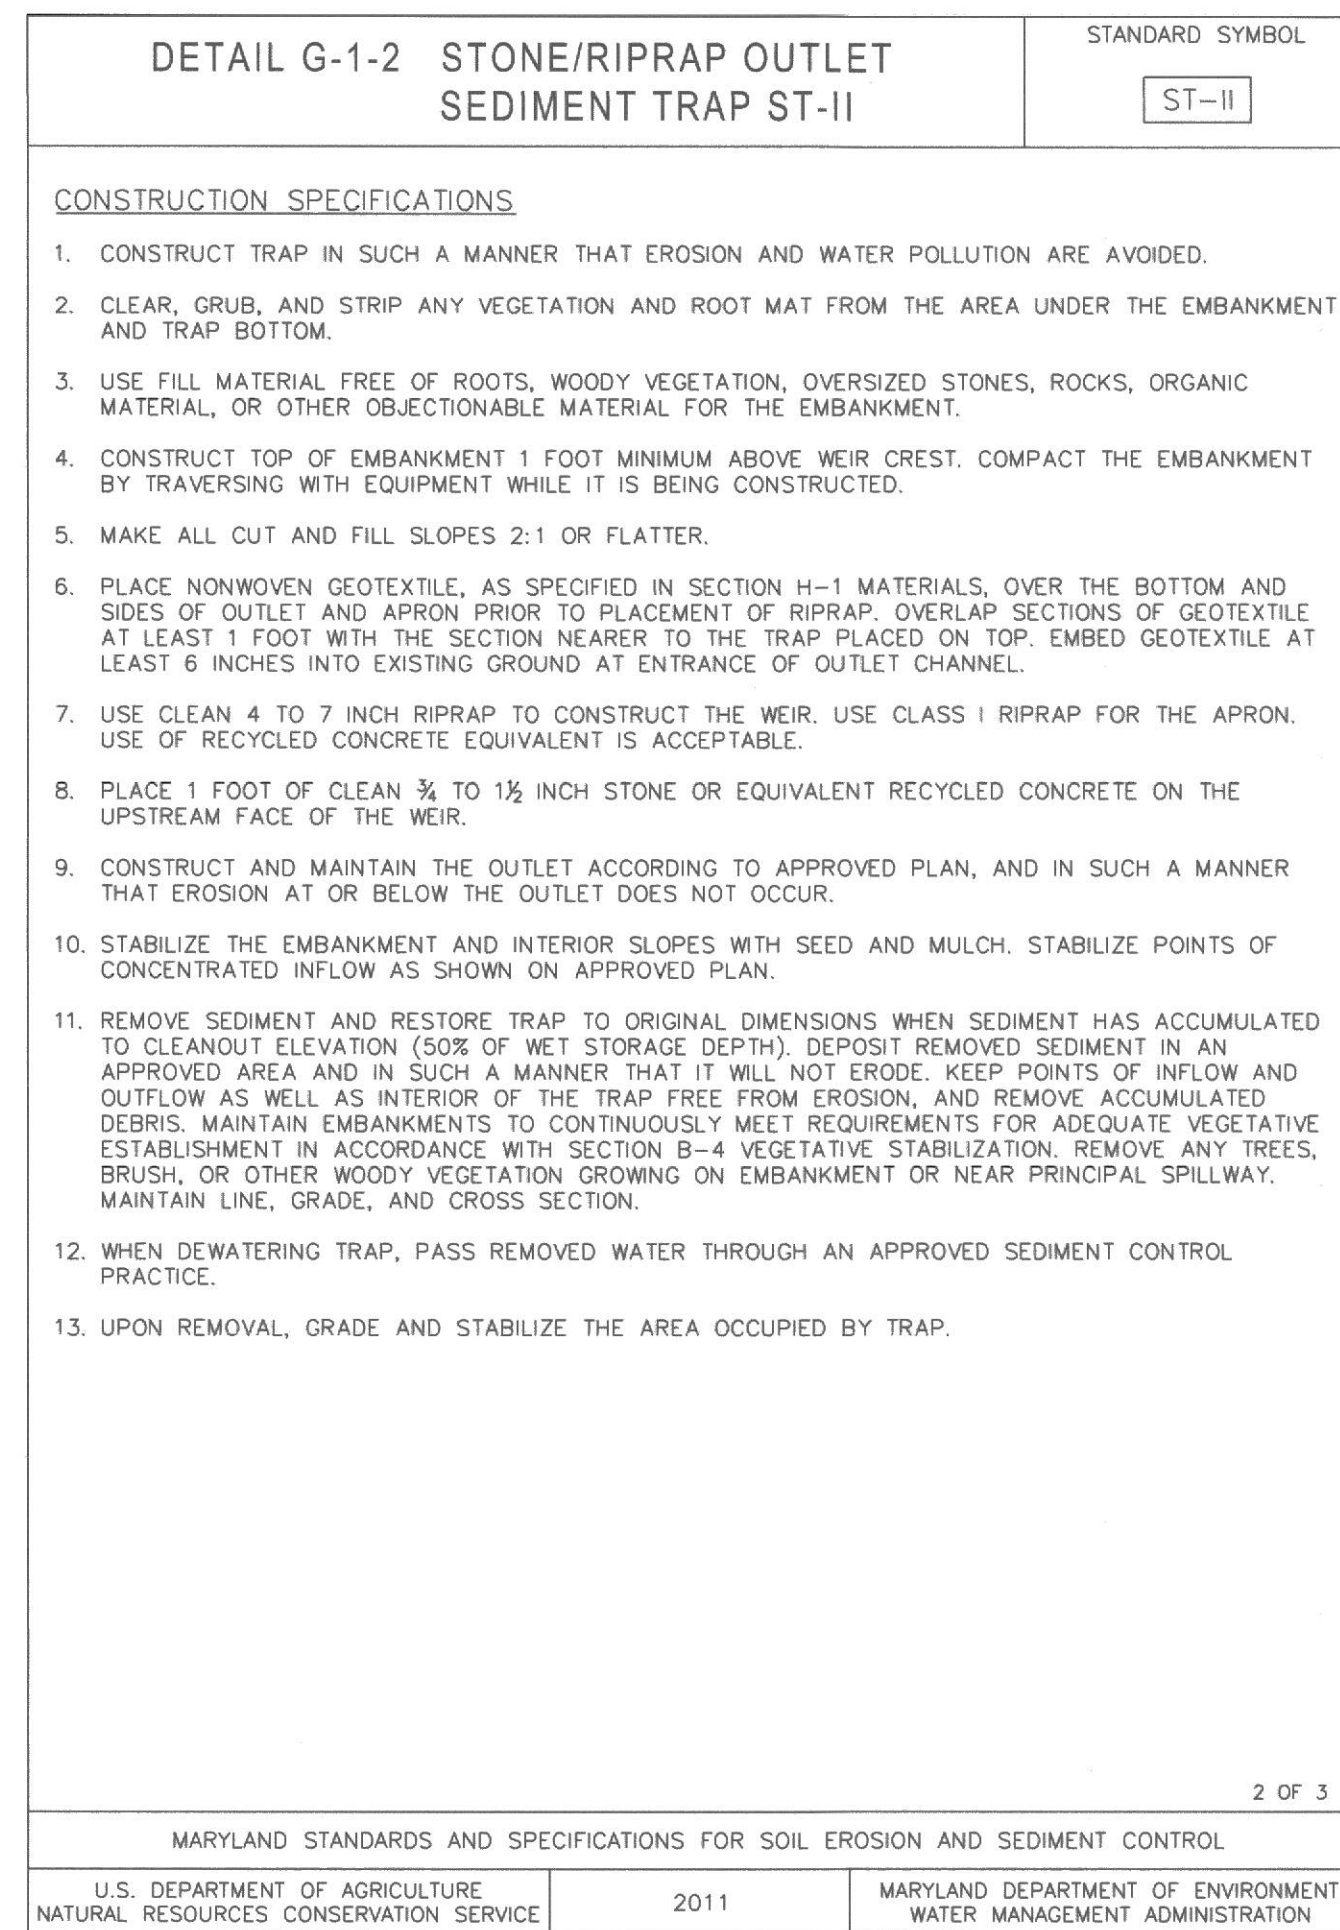 DETAIL G-1-2 STONE/RIPRAP OUTLET
SEDIMENT TRAP ST-II
STANDARD SYMBOL
ST-II
CONSTRUCTION SPECIFICATIONS
1. CONSTRUCT TRAP IN SUCH A MANNER THAT EROSION AND WATER POLLUTION ARE AVOIDED.
2. CLEAR, GRUB, AND STRIP ANY VEGETATION AND ROOT MAT FROM THE AREA UNDER THE EMBANKMENT
AND TRAP BOTTOM.
3. USE FILL MATERIAL FREE OF ROOTS, WOODY VEGETATION, OVERSIZED STONES, ROCKS, ORGANIC
MATERIAL, OR OTHER OBJECTIONABLE MATERIAL FOR THE EMBANKMENT.
4. CONSTRUCT TOP OF EMBANKMENT 1 FOOT MINIMUM ABOVE WEIR CREST. COMPACT THE EMBANKMENT
BY TRAVERSING WITH EQUIPMENT WHILE IT IS BEING CONSTRUCTED.
5. MAKE ALL CUT AND FILL SLOPES 2:1 OR FLATTER.
6. PLACE NONWOVEN GEOTEXTILE, AS SPECIFIED IN SECTION H-1 MATERIALS, OVER THE BOTTOM AND
SIDES OF OUTLET AND APRON PRIOR TO PLACEMENT OF RIPRAP. OVERLAP SECTIONS OF GEOTEXTILE
AT LEAST 1 FOOT WITH THE SECTION NEARER TO THE TRAP PLACED ON TOP. EMBED GEOTEXTILE AT
LEAST 6 INCHES INTO EXISTING GROUND AT ENTRANCE OF OUTLET CHANNEL.
7. USE CLEAN 4 TO 7 INCH RIPRAP TO CONSTRUCT THE WEIR. USE CLASS I RIPRAP FOR THE APRON.
USE OF RECYCLED CONCRETE EQUIVALENT IS ACCEPTABLE.
8. PLACE 1 FOOT OF CLEAN ¾ TO 1½ INCH STONE OR EQUIVALENT RECYCLED CONCRETE ON THE
UPSTREAM FACE OF THE WEIR.
9. CONSTRUCT AND MAINTAIN THE OUTLET ACCORDING TO APPROVED PLAN, AND IN SUCH A MANNER
THAT EROSION AT OR BELOW THE OUTLET DOES NOT OCCUR.
10. STABILIZE THE EMBANKMENT AND INTERIOR SLOPES WITH SEED AND MULCH. STABILIZE POINTS OF
CONCENTRATED INFLOW AS SHOWN ON APPROVED PLAN.
11. REMOVE SEDIMENT AND RESTORE TRAP TO ORIGINAL DIMENSIONS WHEN SEDIMENT HAS ACCUMULATED
TO CLEANOUT ELEVATION (50% OF WET STORAGE DEPTH). DEPOSIT REMOVED SEDIMENT IN AN
APPROVED AREA AND IN SUCH A MANNER THAT IT WILL NOT ERODE. KEEP POINTS OF INFLOW AND
OUTFLOW AS WELL AS INTERIOR OF THE TRAP FREE FROM EROSION, AND REMOVE ACCUMULATED
DEBRIS. MAINTAIN EMBANKMENTS TO CONTINUOUSLY MEET REQUIREMENTS FOR ADEQUATE VEGETATIVE
ESTABLISHMENT IN ACCORDANCE WITH SECTION B-4 VEGETATIVE STABILIZATION. REMOVE ANY TREES,
BRUSH, OR OTHER WOODY VEGETATION GROWING ON EMBANKMENT OR NEAR PRINCIPAL SPILLWAY.
MAINTAIN LINE, GRADE, AND CROSS SECTION.
12. WHEN DEWATERING TRAP, PASS REMOVED WATER THROUGH AN APPROVED SEDIMENT CONTROL
PRACTICE.
13. UPON REMOVAL, GRADE AND STABILIZE THE AREA OCCUPIED BY TRAP.
2 OF 3
MARYLAND STANDARDS AND SPECIFICATIONS FOR SOIL EROSION AND SEDIMENT CONTROL
U.S. DEPARTMENT OF AGRICULTURE
NATURAL RESOURCES CONSERVATION SERVICE
2011
MARYLAND DEPARTMENT OF ENVIRONMENT
WATER MANAGEMENT ADMINISTRATION